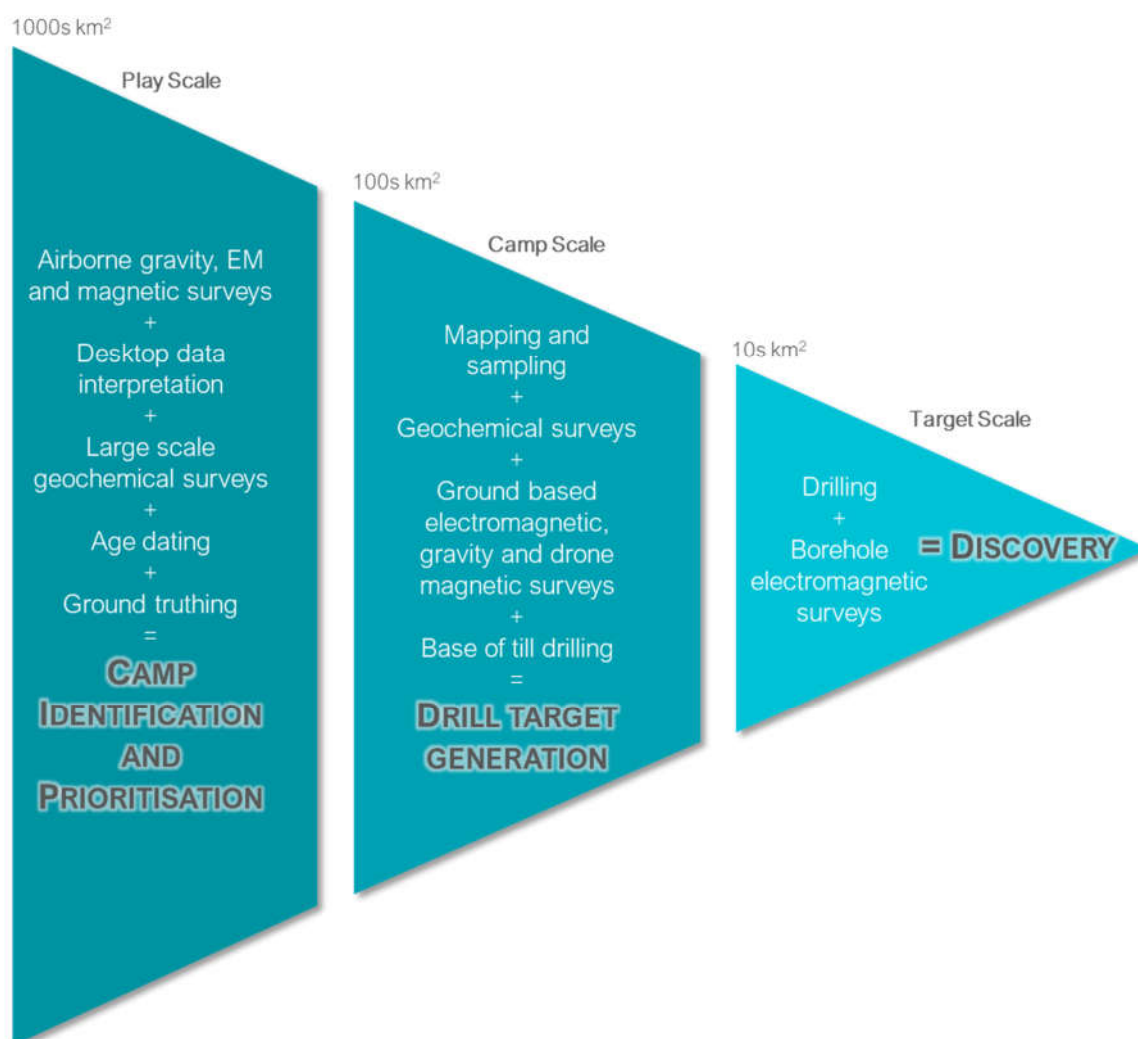 1000s km²
Play Scale
Airborne gravity, EM
and magnetic surveys
+
Desktop data
interpretation
+
Large scale
geochemical surveys
+
Age dating
+
Ground truthing
=
CAMP
IDENTIFICATION
AND
PRIORITISATION
100s km²
Camp Scale
Mapping and
sampling
+
Geochemical surveys
+
Ground based
electromagnetic,
gravity and drone
magnetic surveys
+
Base of till drilling
=
DRILL TARGET
GENERATION
10s km²
Target Scale
Drilling
+
Borehole
electromagnetic
surveys
= DISCOVERY